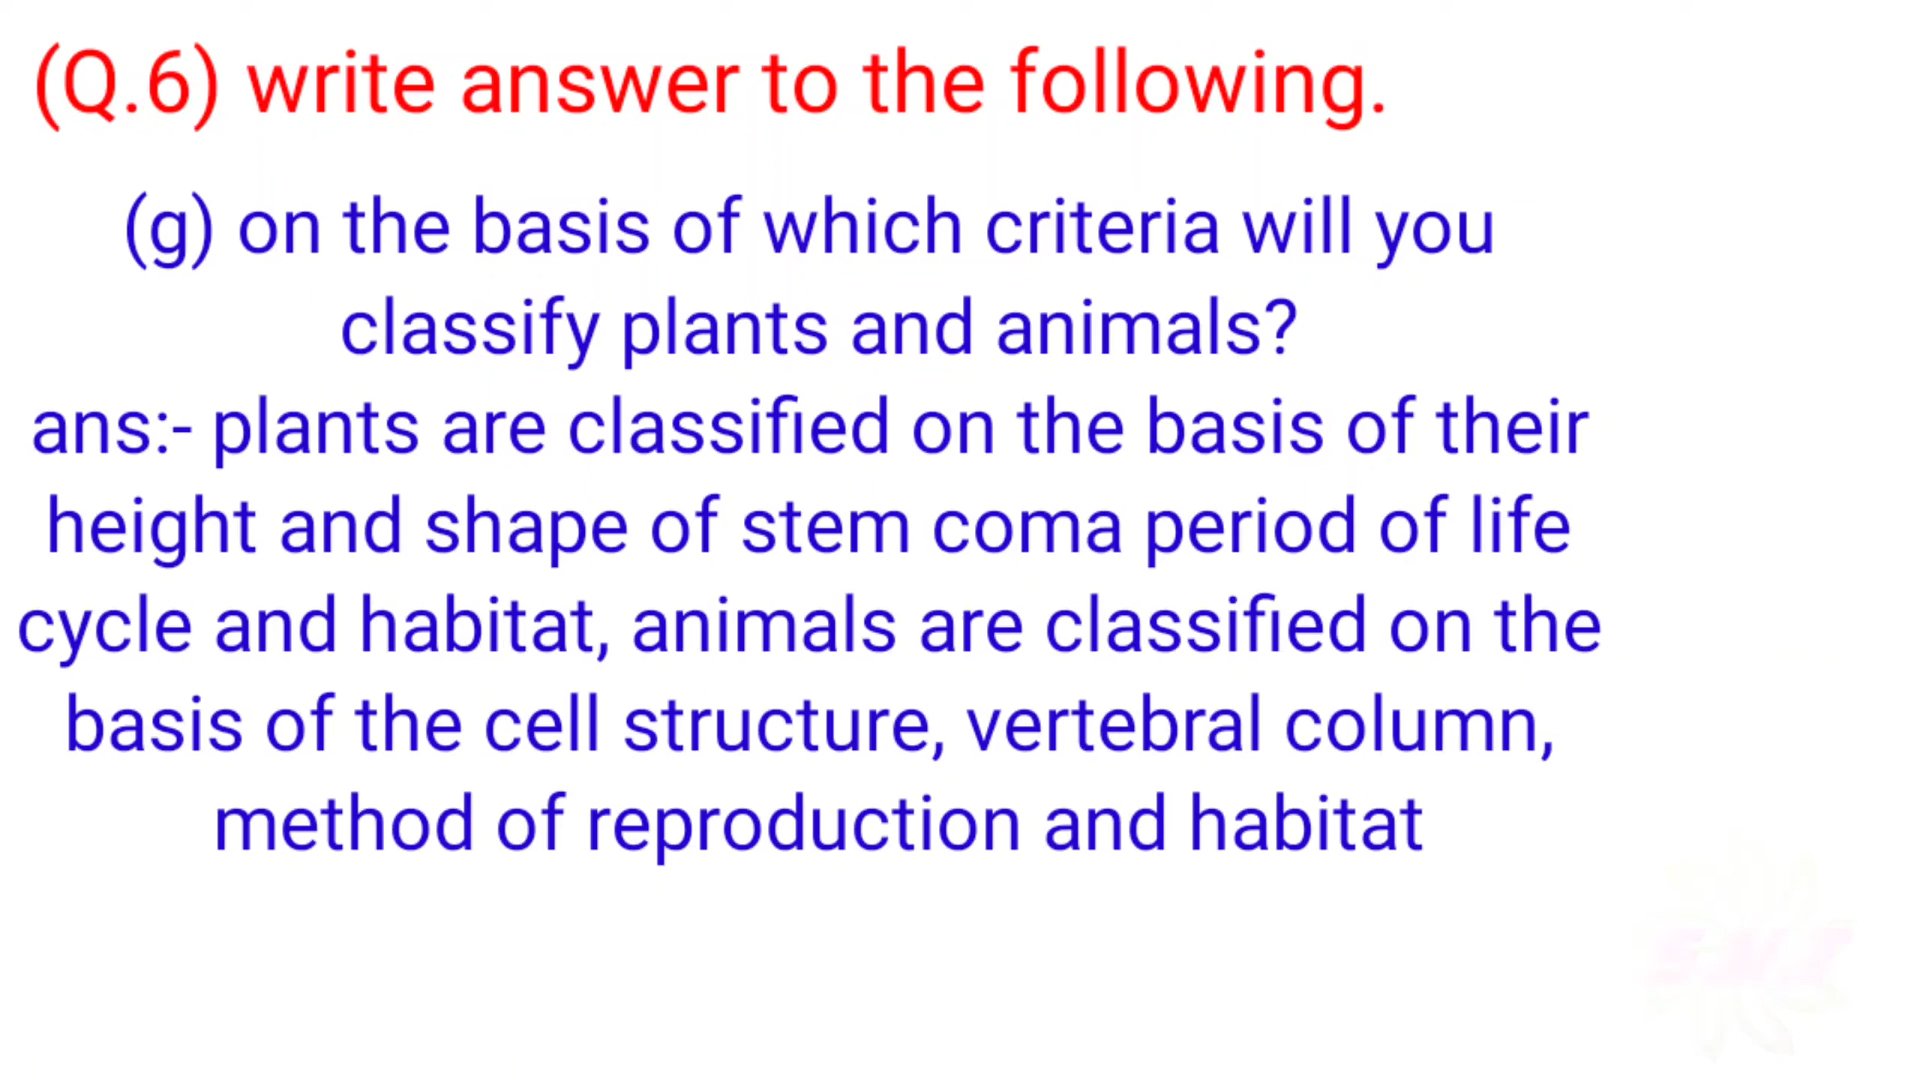 (Q.6) write answer to the following.
(g) on the basis of which criteria will you
classify plants and animals?
ans:- plants are classified on the basis of their
height and shape of stem coma period of life
cycle and habitat, animals are classified on the
basis of the cell structure, vertebral column,
method of reproduction and habitat